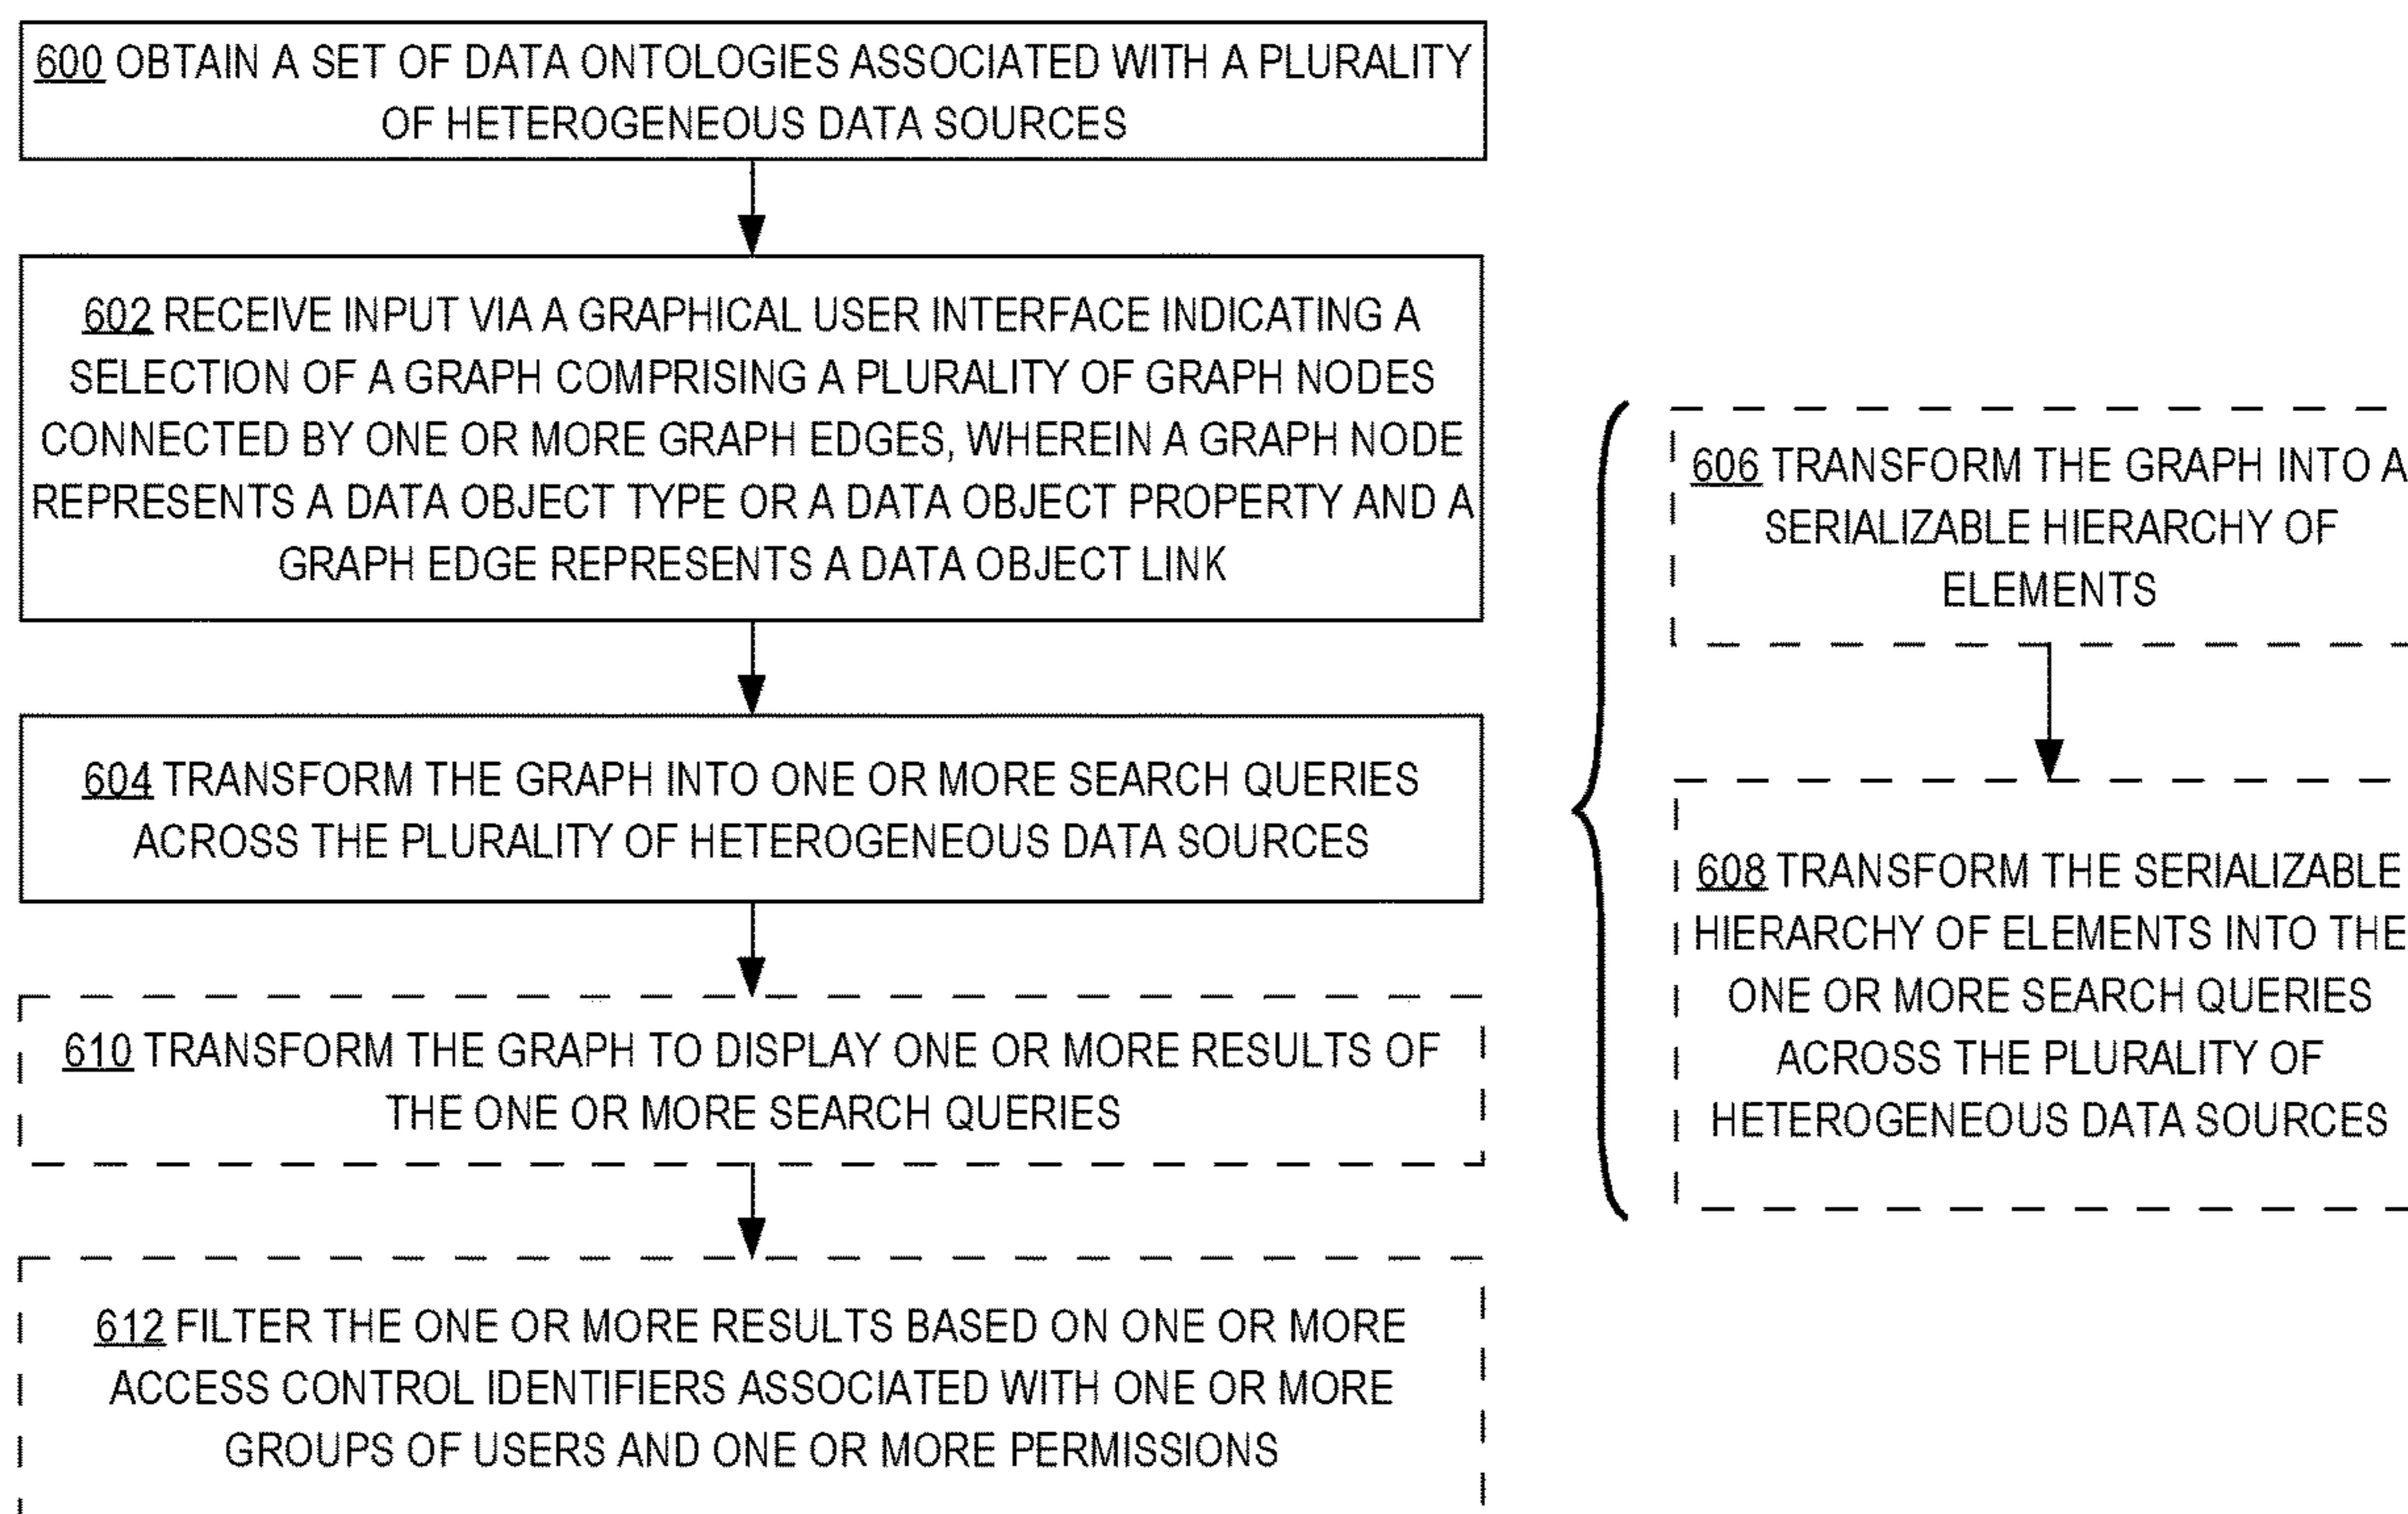 600 OBTAIN A SET OF DATA ONTOLOGIES ASSOCIATED WITH A PLURALITY
OF HETEROGENEOUS DATA SOURCES
602 RECEIVE INPUT VIA A GRAPHICAL USER INTERFACE INDICATING A
SELECTION OF A GRAPH COMPRISING A PLURALITY OF GRAPH NODES
CONNECTED BY ONE OR MORE GRAPH EDGES, WHEREIN A GRAPH NODE
REPRESENTS A DATA OBJECT TYPE OR A DATA OBJECT PROPERTY AND A
GRAPH EDGE REPRESENTS A DATA OBJECT LINK
604 TRANSFORM THE GRAPH INTO ONE OR MORE SEARCH QUERIES
ACROSS THE PLURALITY OF HETEROGENEOUS DATA SOURCES
606 TRANSFORM THE GRAPH INTO A
SERIALIZABLE HIERARCHY OF
ELEMENTS
608 TRANSFORM THE SERIALIZABLE
HIERARCHY OF ELEMENTS INTO THE
ONE OR MORE SEARCH QUERIES
ACROSS THE PLURALITY OF
HETEROGENEOUS DATA SOURCES
610 TRANSFORM THE GRAPH TO DISPLAY ONE OR MORE RESULTS OF
THE ONE OR MORE SEARCH QUERIES
612 FILTER THE ONE OR MORE RESULTS BASED ON ONE OR MORE
ACCESS CONTROL IDENTIFIERS ASSOCIATED WITH ONE OR MORE
GROUPS OF USERS AND ONE OR MORE PERMISSIONS